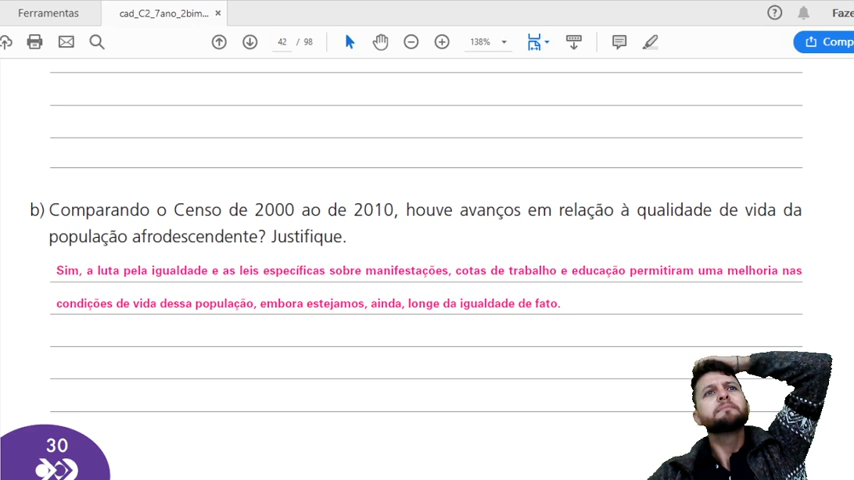 Ferramentas
cad_C2_7ano_2bim... ×
? Faze
42 / 98
138%
Comp
b) Comparando o Censo de 2000 ao de 2010, houve avanços em relação à qualidade de vida da
população afrodescendente? Justifique.
Sim, a luta pela igualdade e as leis específicas sobre manifestações, cotas de trabalho e educação permitiram uma melhoria nas
condições de vida dessa população, embora estejamos, ainda, longe da igualdade de fato.
30